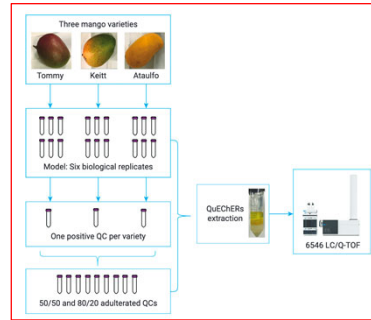 Three mango varieties
Tommy
Keitt
Ataulfo
Model: Six biological replicates
One positive QC per variety
50/50 and 80/20 adulterated QCs
QuEChERs
extraction
6546 LC/Q-TOF